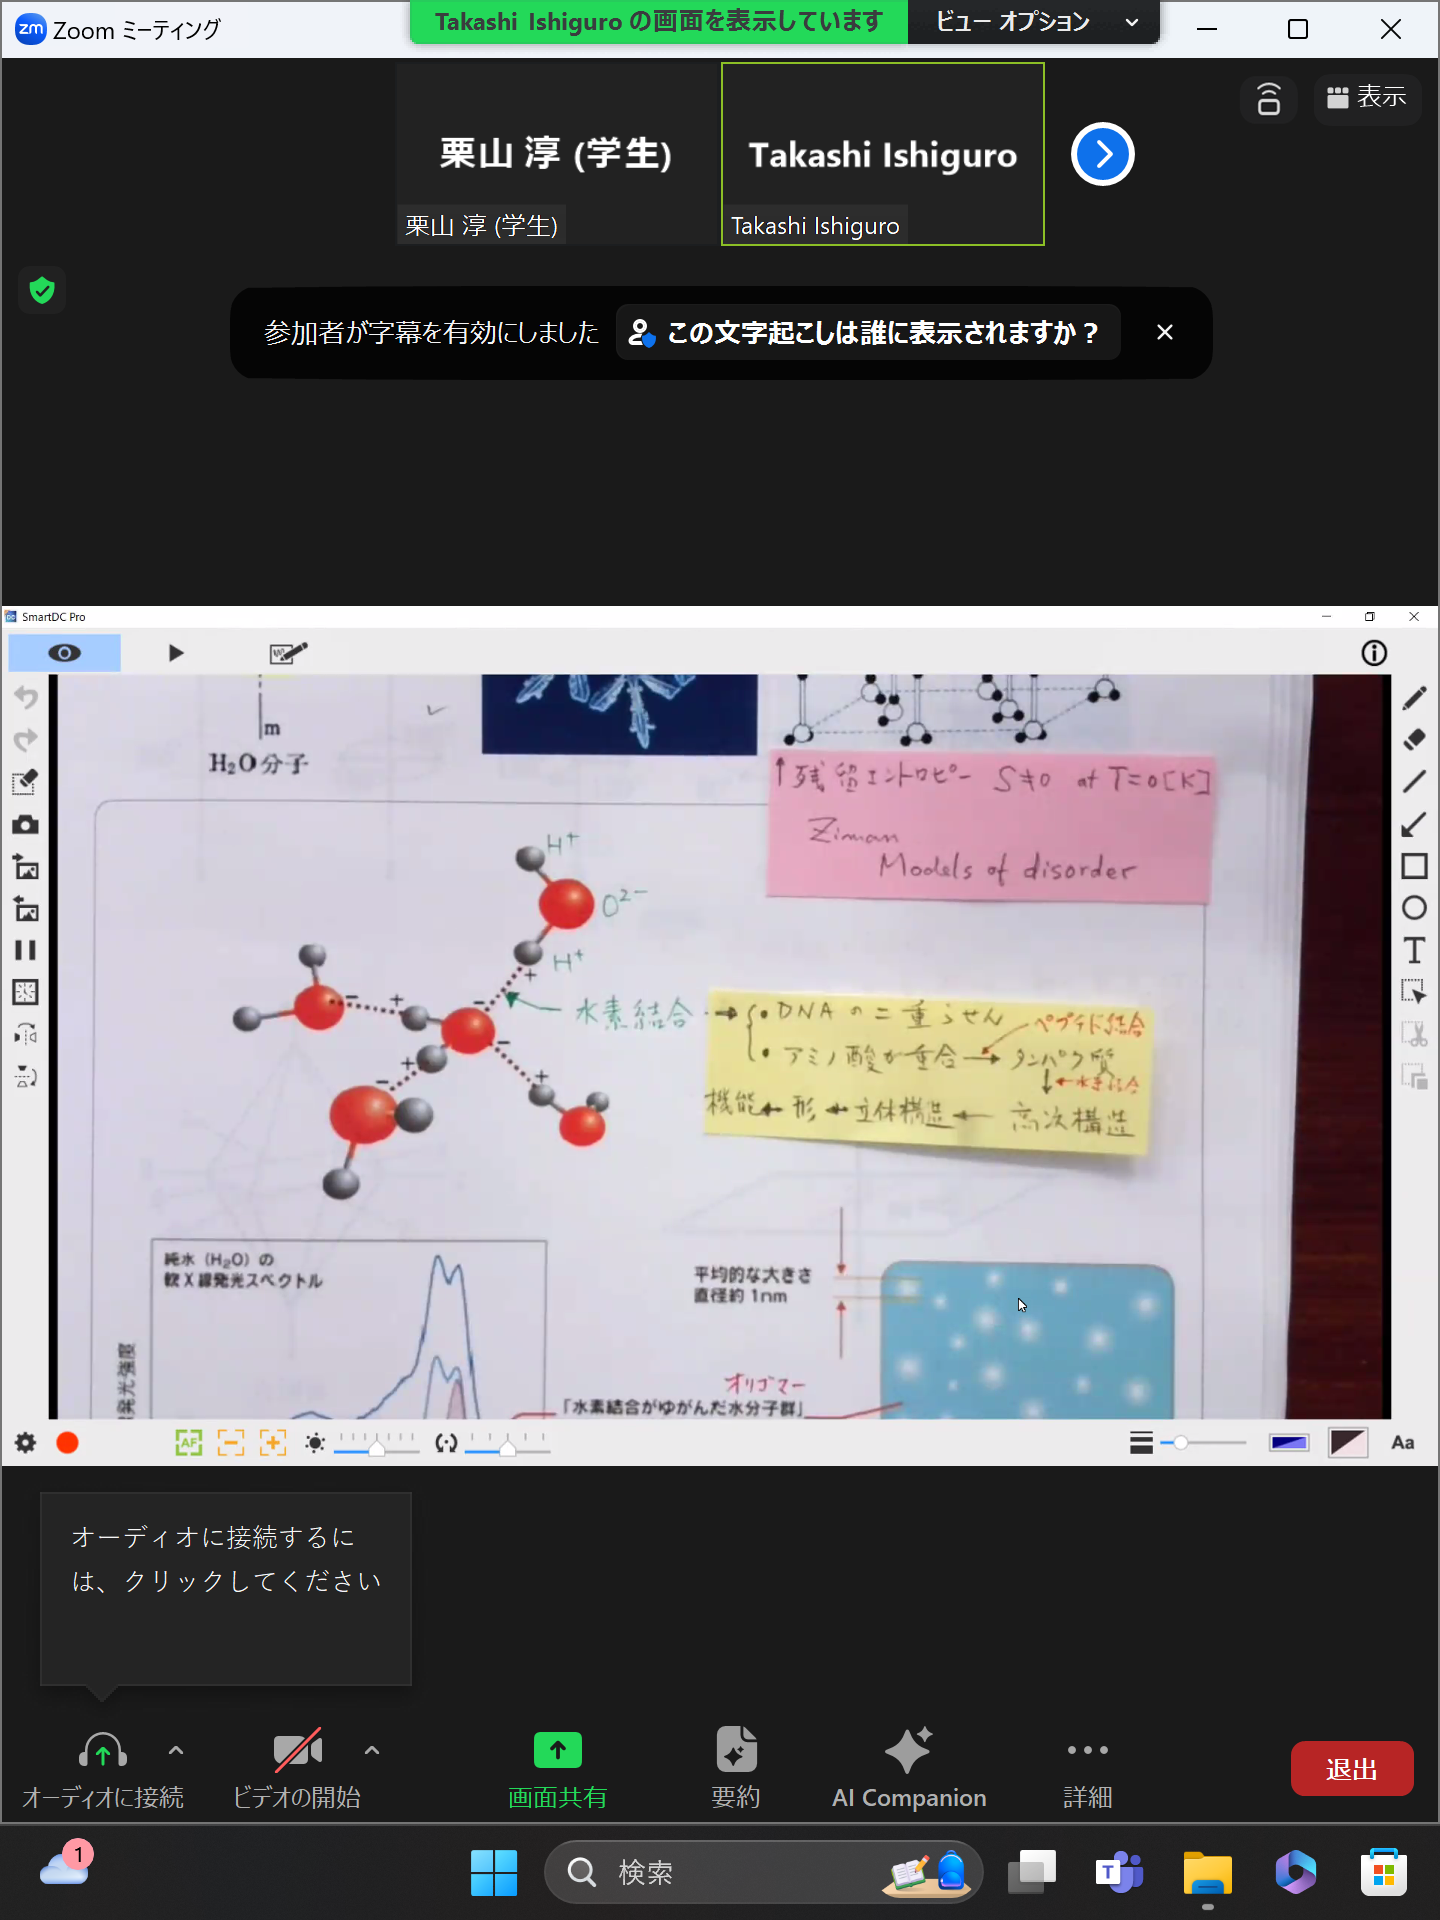 Zoom ミーティング
Takashi Ishiguro の画面を表示しています
ビュー オプション
表示
栗山 淳 (学生)
栗山 淳 (学生)
Takashi Ishiguro
Takashi Ishiguro
参加者が字幕を有効にしました
この文字起こしは誰に表示されますか？
SmartDC Pro
m
H₂O 分子
↑残留エントロピー S≠0 at T=0[K]
Ziman
Models of disorder
H⁺
O²⁻
H⁺
水素結合 →
・DNAの二重らせん
・アミノ酸が重合 → タンパク質
ペプチド結合
←水素結合
機能 ← 形 ← 立体構造 ← 高次構造
純水（H₂O）の
軟X線発光スペクトル
発光強度
平均的な大きさ
直径約1nm
オリゴマー
「水素結合がゆがんだ水分子群」
AF
Aa
オーディオに接続するに
は、クリックしてください
オーディオに接続
ビデオの開始
画面共有
要約
AI Companion
詳細
退出
1
検索